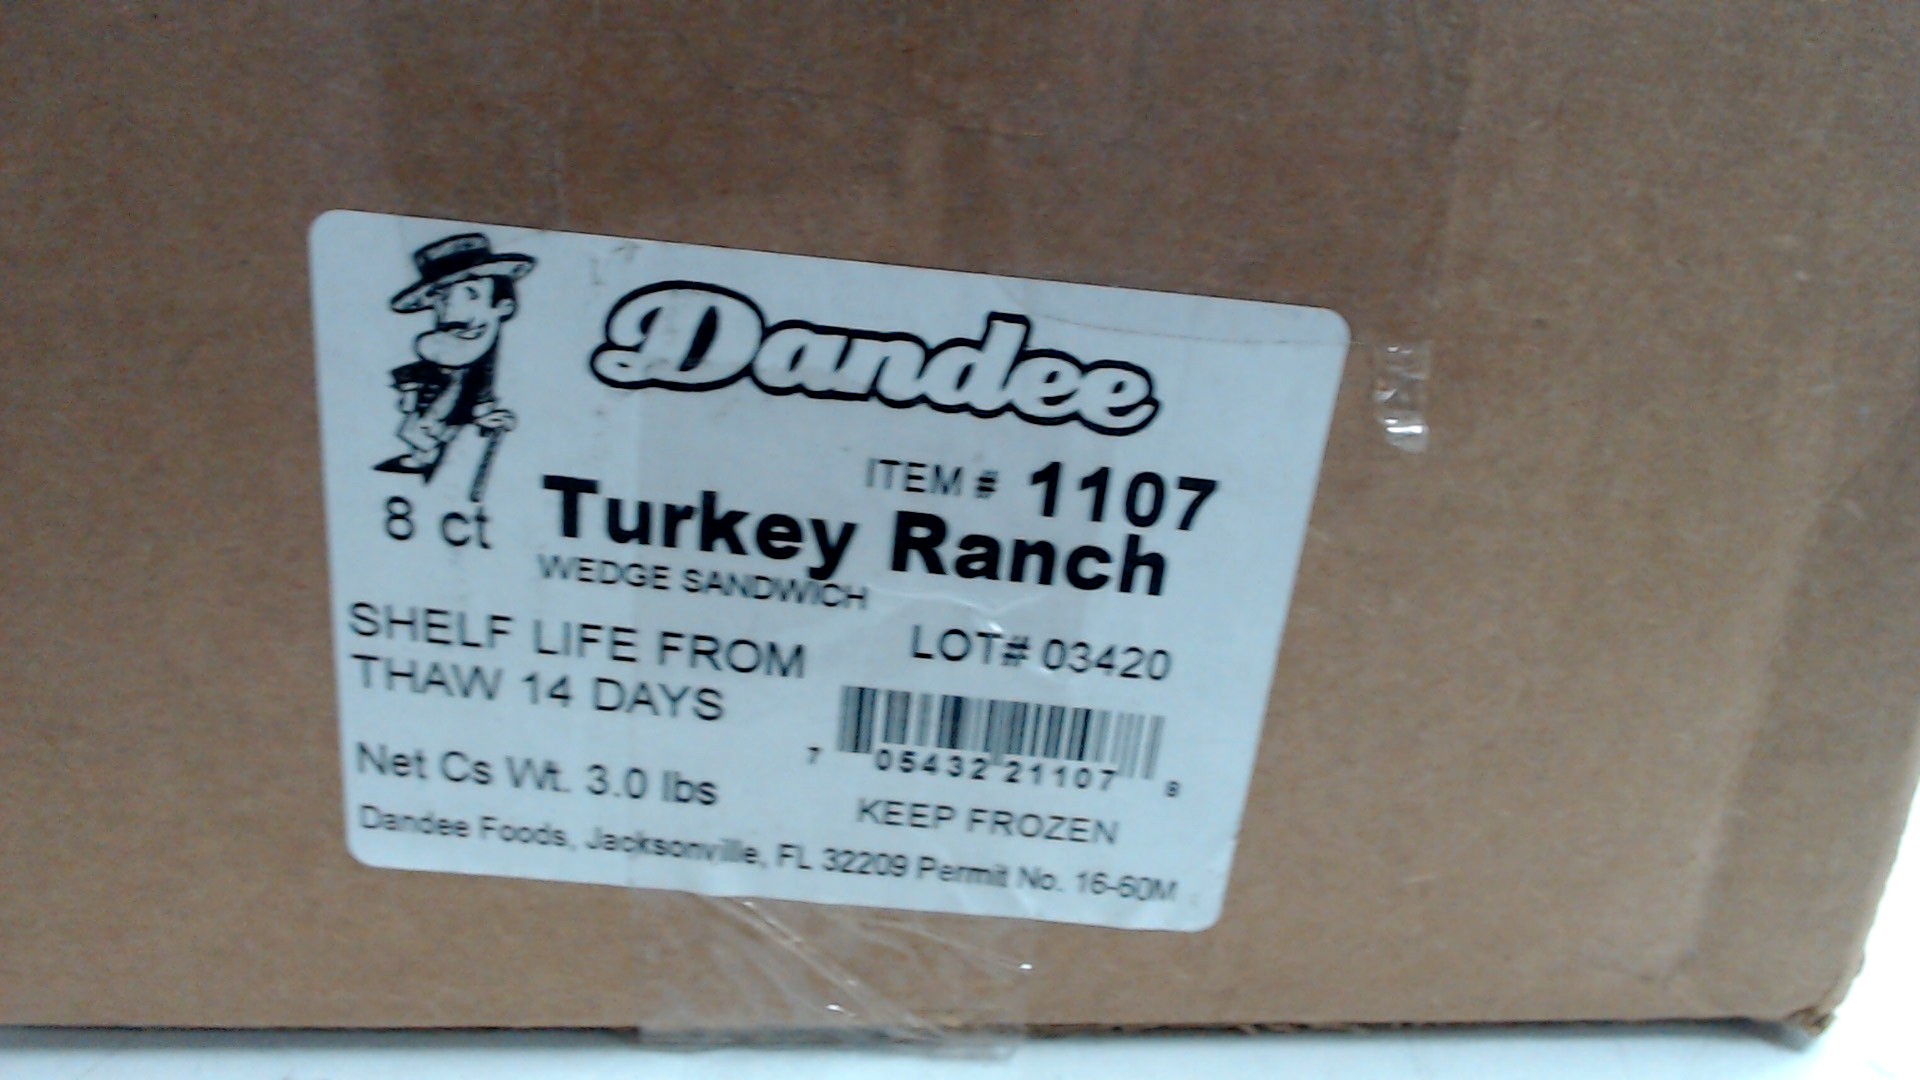 Dandee
ITEM # 1107
8 ct
Turkey Ranch
WEDGE SANDWICH
SHELF LIFE FROM
THAW 14 DAYS
LOT# 03420
7 05432 21107 8
Net Cs Wt. 3.0 lbs
KEEP FROZEN
Dandee Foods, Jacksonville, FL 32209 Permit No. 16-60M